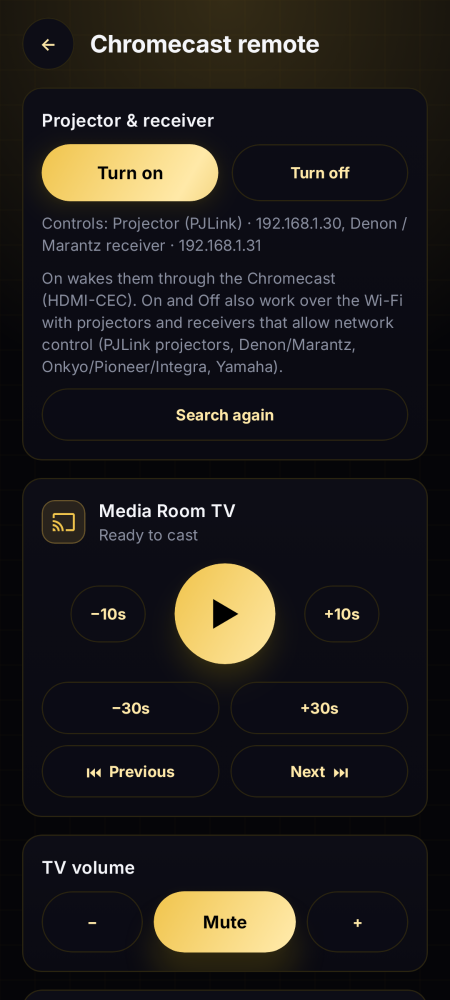 Chromecast remote
Projector & receiver
Turn on
Turn off
Controls: Projector (PJLink) · 192.168.1.30, Denon /
Marantz receiver · 192.168.1.31
On wakes them through the Chromecast
(HDMI-CEC). On and Off also work over the Wi-Fi
with projectors and receivers that allow network
control (PJLink projectors, Denon/Marantz,
Onkyo/Pioneer/Integra, Yamaha).
Search again
Media Room TV
Ready to cast
−10s
+10s
−30s
+30s
Previous
Next
TV volume
−
Mute
+